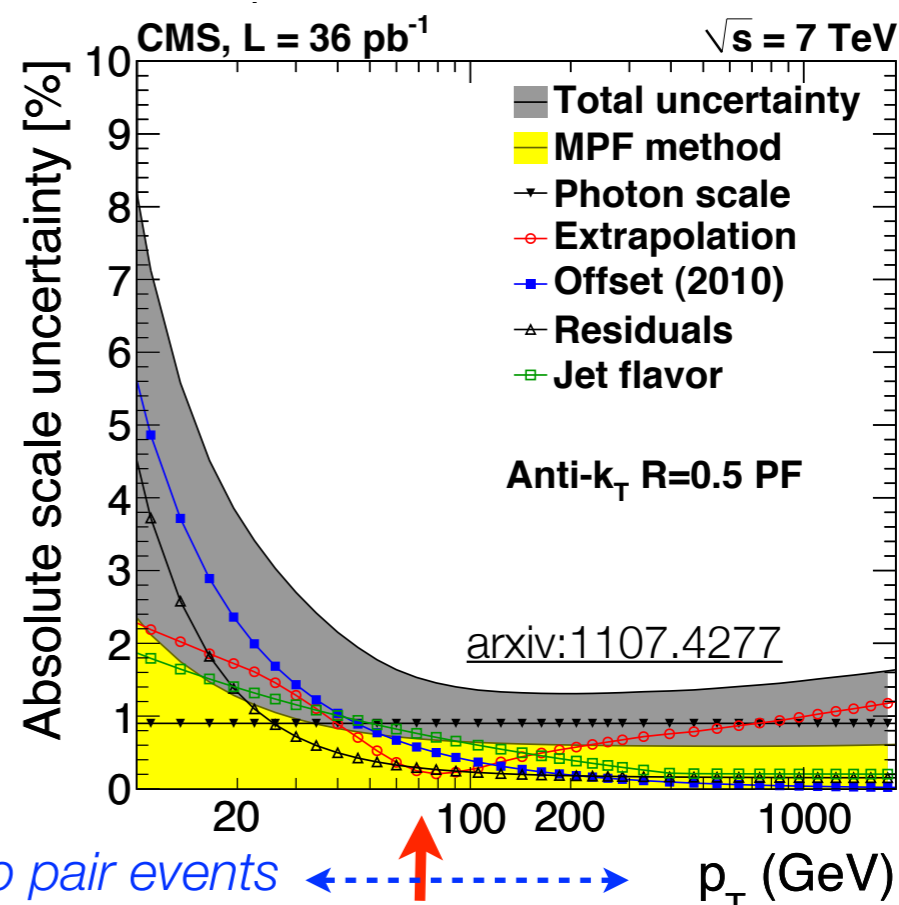 CMS, L = 36 pb⁻¹ √s = 7 TeV
Absolute scale uncertainty [%]
10
9
8
7
6
5
4
3
2
1
0
Total uncertainty
MPF method
Photon scale
Extrapolation
Offset (2010)
Residuals
Jet flavor
Anti-k_T R=0.5 PF
arxiv:1107.4277
20 100 200 1000
pair events
p_T (GeV)